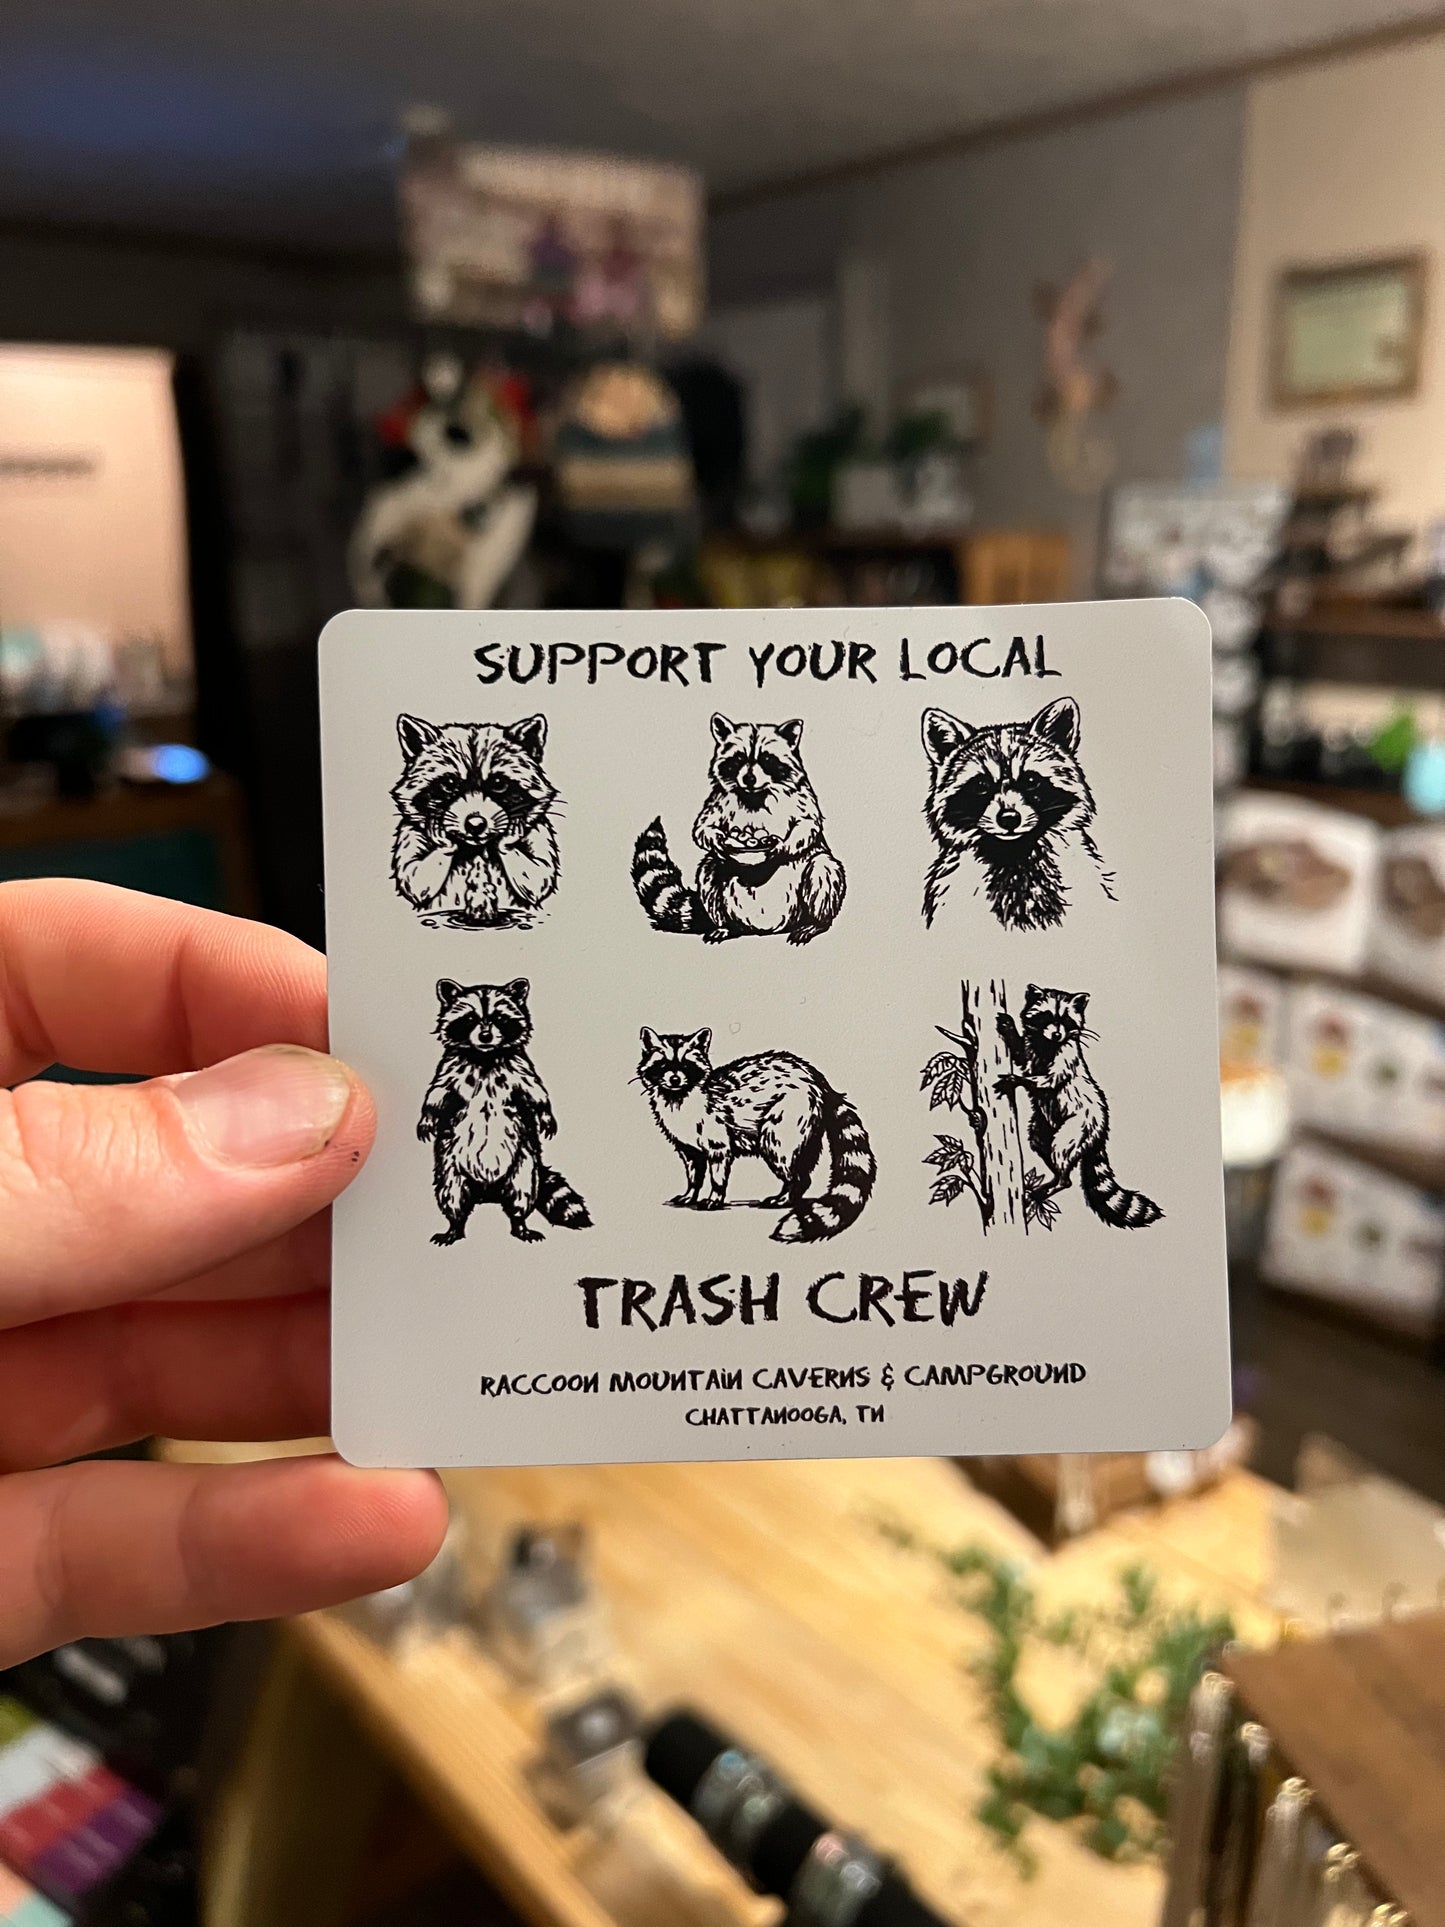 SUPPORT YOUR LOCAL
TRASH CREW
RACCOON MOUNTAIN CAVERNS & CAMPGROUND
CHATTANOOGA, TN